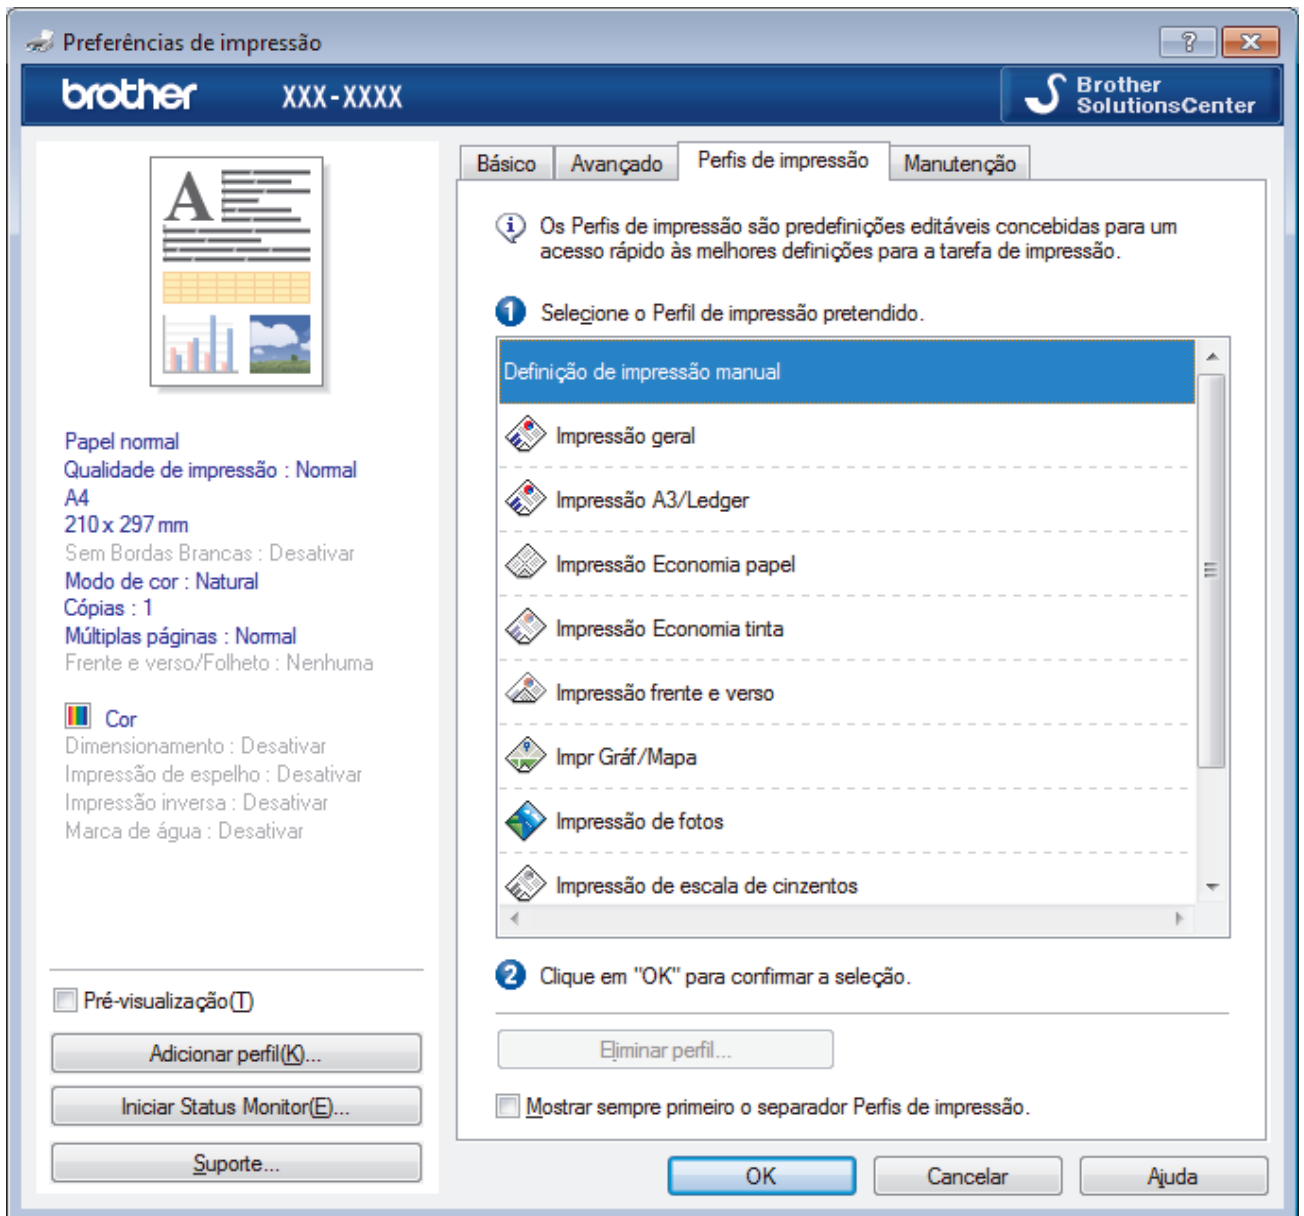 Preferências de impressão
?
brother XXX-XXXX
Brother
SolutionsCenter
A
Papel normal
Qualidade de impressão : Normal
A4
210 x 297 mm
Sem Bordas Brancas : Desativar
Modo de cor : Natural
Cópias : 1
Múltiplas páginas : Normal
Frente e verso/Folheto : Nenhuma
Cor
Dimensionamento : Desativar
Impressão de espelho : Desativar
Impressão inversa : Desativar
Marca de água : Desativar
Pré-visualização(T)
Adicionar perfil(K)...
Iniciar Status Monitor(E)...
Suporte...
Básico Avançado Perfis de impressão Manutenção
Os Perfis de impressão são predefinições editáveis concebidas para um
acesso rápido às melhores definições para a tarefa de impressão.
1 Selecione o Perfil de impressão pretendido.
Definição de impressão manual
Impressão geral
Impressão A3/Ledger
Impressão Economia papel
Impressão Economia tinta
Impressão frente e verso
Impr Gráf/Mapa
Impressão de fotos
Impressão de escala de cinzentos
2 Clique em "OK" para confirmar a seleção.
Eliminar perfil...
Mostrar sempre primeiro o separador Perfis de impressão.
OK Cancelar Ajuda